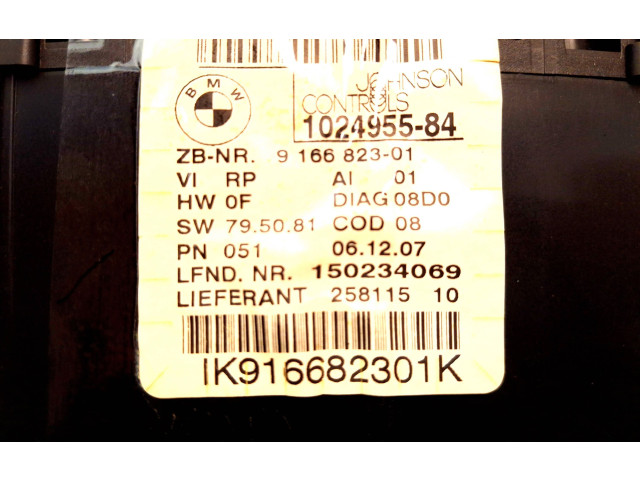 BMW
JOHNSON
CONTROLS
1024955-84
ZB-NR. 9 166 823-01
VI RP AI 01
HW 0F DIAG 08D0
SW 79.50.81 COD 08
PN 051 06.12.07
LFND. NR. 150234069
LIEFERANT 258115 10
IK916682301K